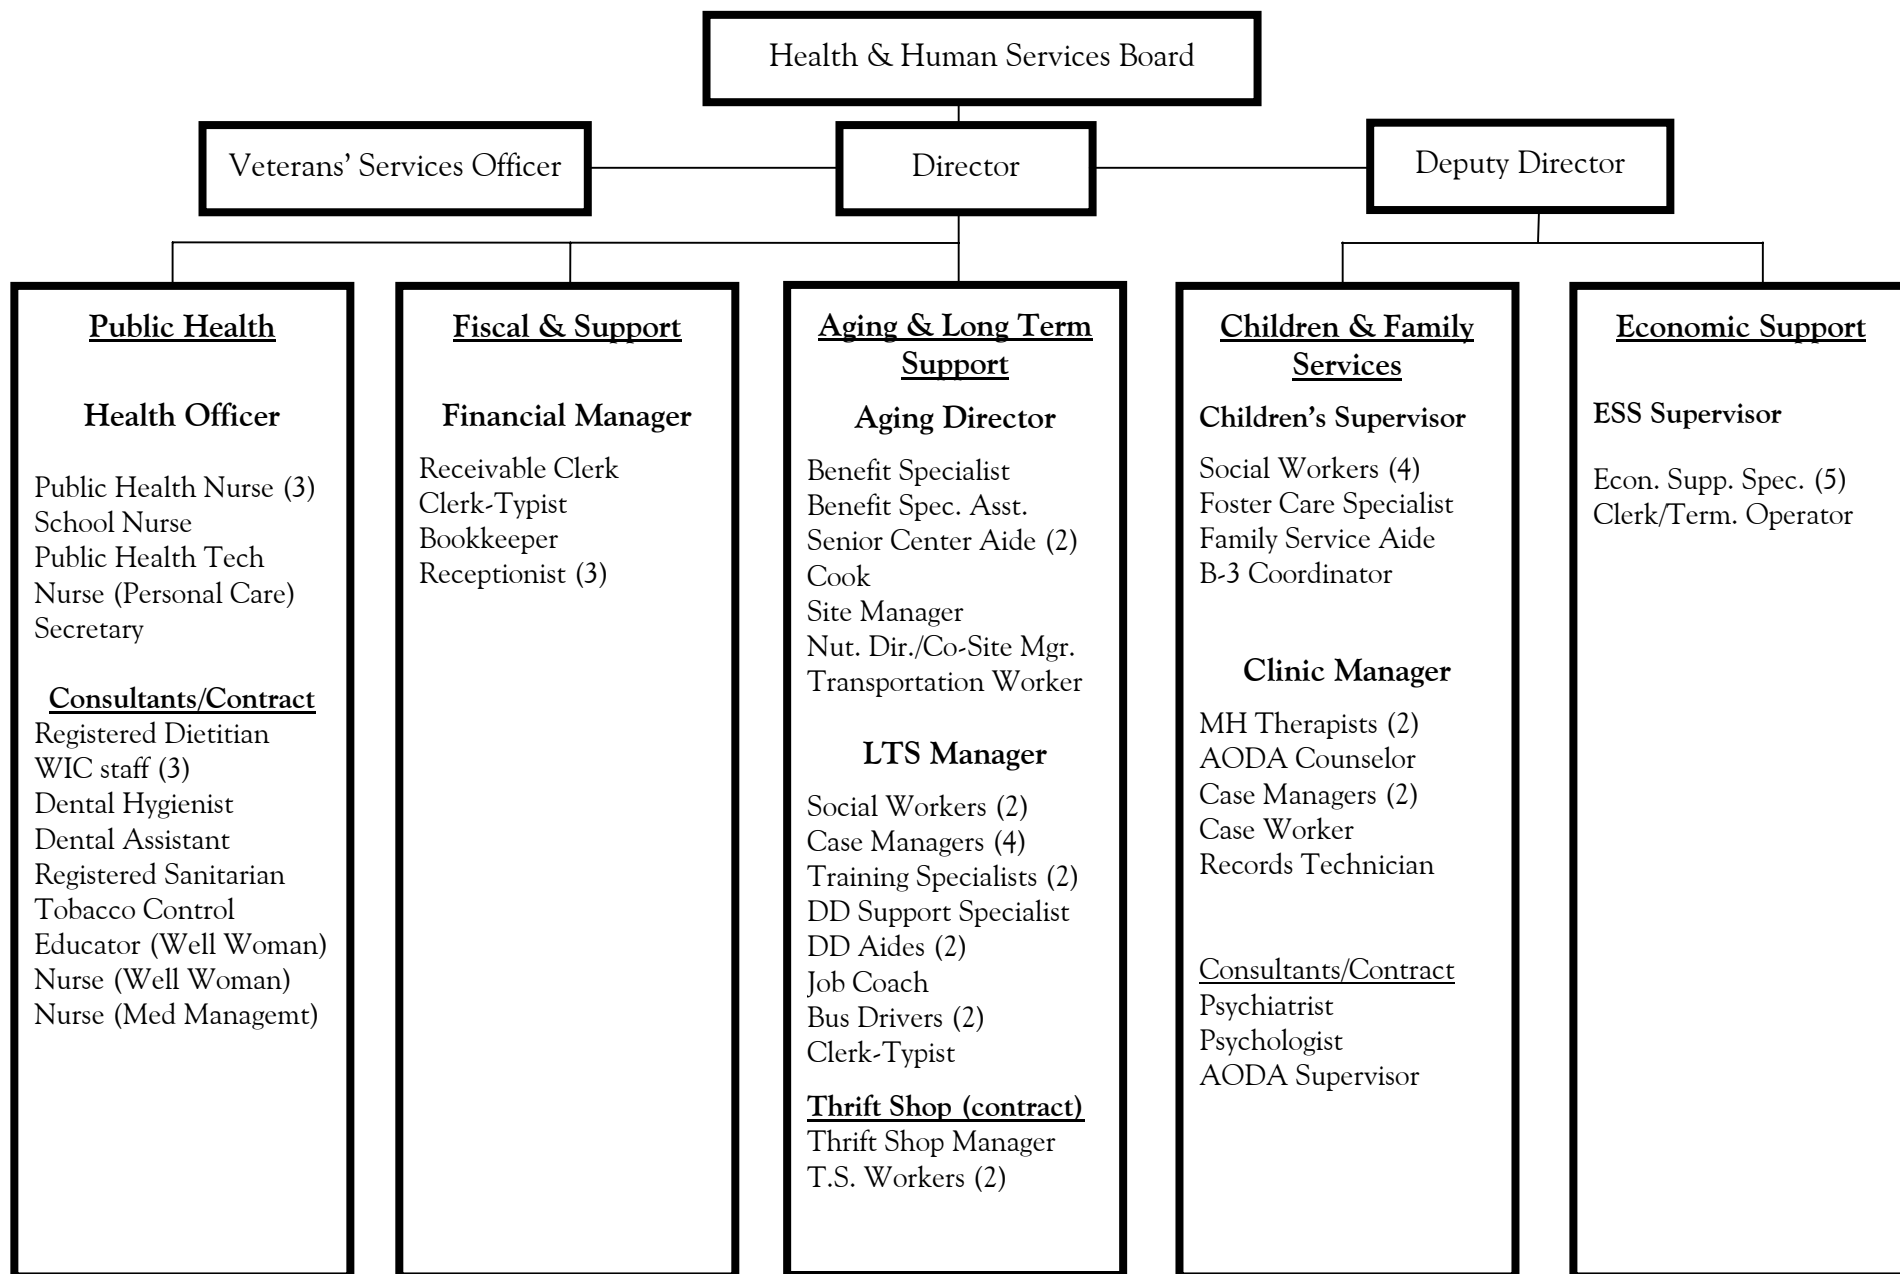 Health & Human Services Board
Veterans' Services Officer
Director
Deputy Director
Public Health
Health Officer
Public Health Nurse (3)
School Nurse
Public Health Tech
Nurse (Personal Care)
Secretary
Consultants/Contract
Registered Dietitian
WIC staff (3)
Dental Hygienist
Dental Assistant
Registered Sanitarian
Tobacco Control
Educator (Well Woman)
Nurse (Well Woman)
Nurse (Med Managemt)
Fiscal & Support
Financial Manager
Receivable Clerk
Clerk-Typist
Bookkeeper
Receptionist (3)
Aging & Long Term
Support
Aging Director
Benefit Specialist
Benefit Spec. Asst.
Senior Center Aide (2)
Cook
Site Manager
Nut. Dir./Co-Site Mgr.
Transportation Worker
LTS Manager
Social Workers (2)
Case Managers (4)
Training Specialists (2)
DD Support Specialist
DD Aides (2)
Job Coach
Bus Drivers (2)
Clerk-Typist
Thrift Shop (contract)
Thrift Shop Manager
T.S. Workers (2)
Children & Family
Services
Children's Supervisor
Social Workers (4)
Foster Care Specialist
Family Service Aide
B-3 Coordinator
Clinic Manager
MH Therapists (2)
AODA Counselor
Case Managers (2)
Case Worker
Records Technician
Consultants/Contract
Psychiatrist
Psychologist
AODA Supervisor
Economic Support
ESS Supervisor
Econ. Supp. Spec. (5)
Clerk/Term. Operator